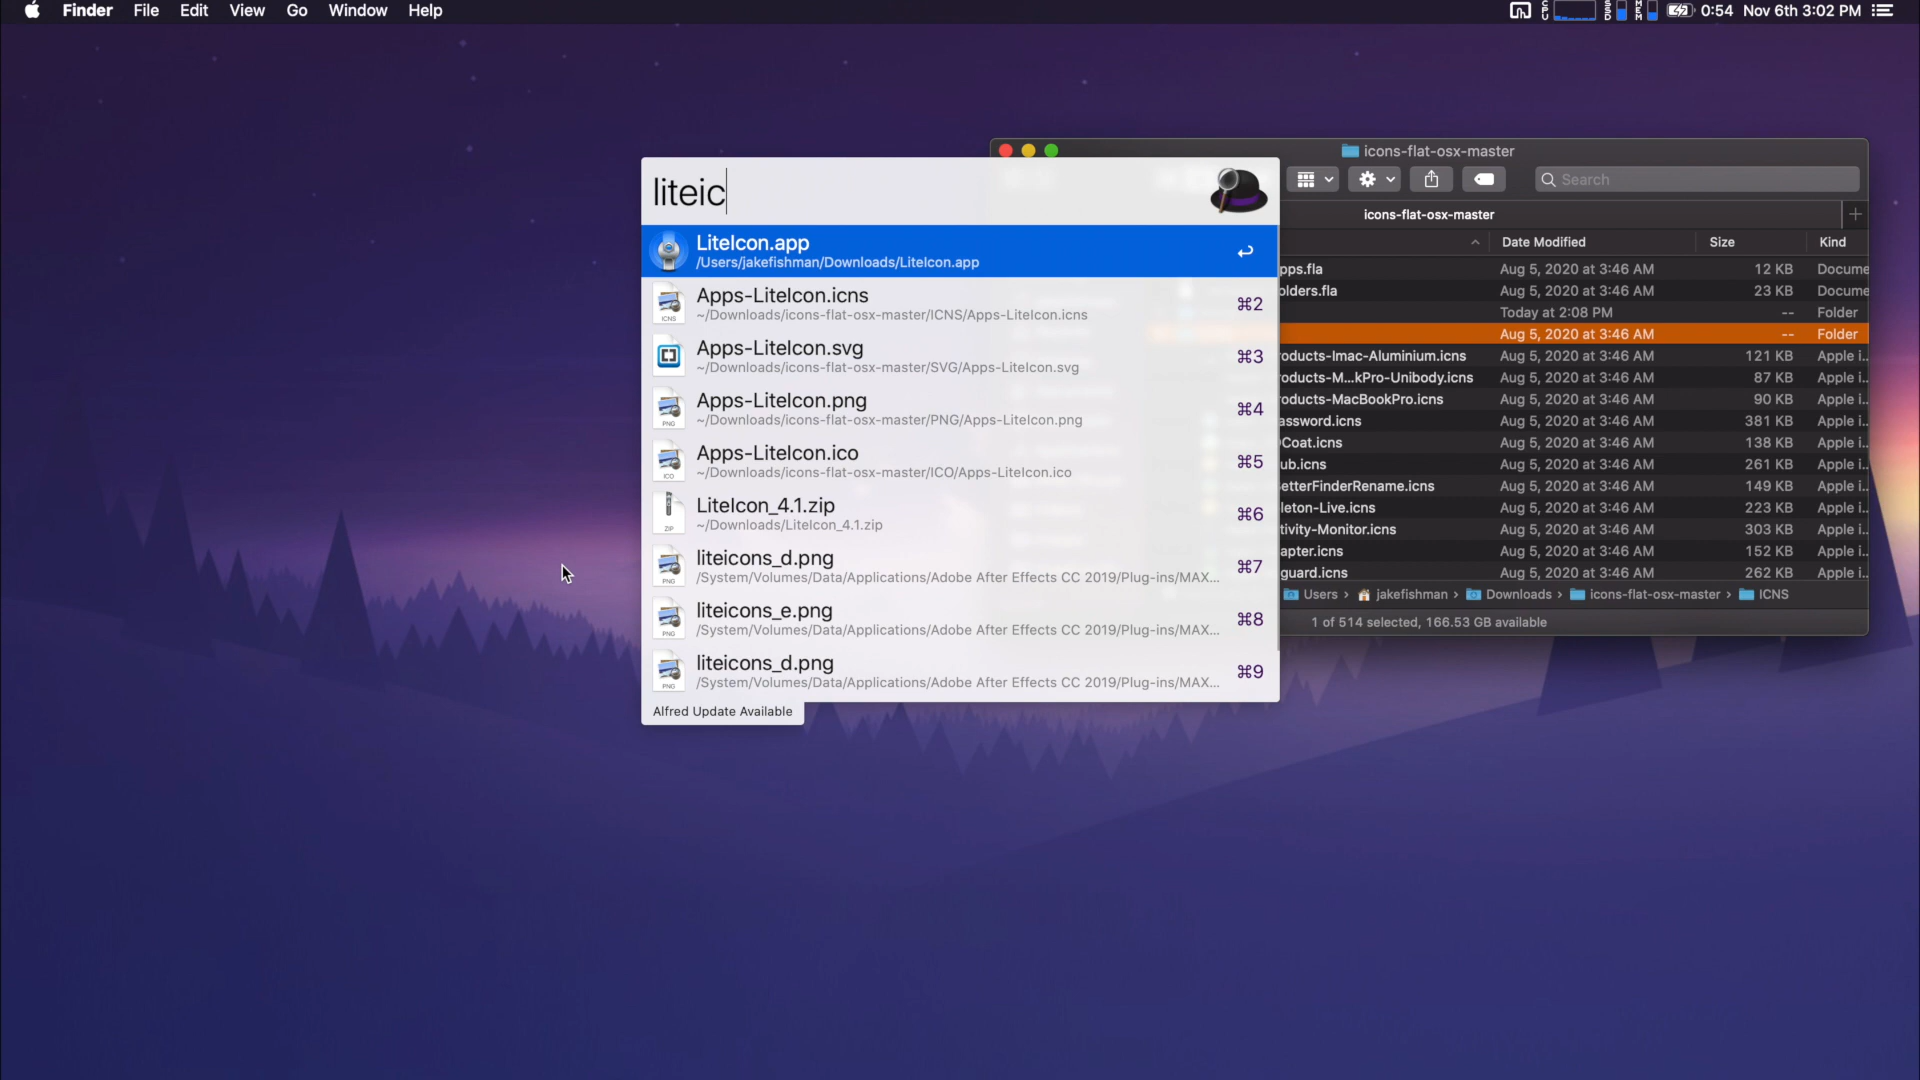 Finder File Edit View Go Window Help
CPU SSD MEM 0:54 Nov 6th 3:02 PM
liteic
LiteIcon.app
/Users/jakefishman/Downloads/LiteIcon.app
Apps-LiteIcon.icns
~/Downloads/icons-flat-osx-master/ICNS/Apps-LiteIcon.icns
⌘2
ICNS
Apps-LiteIcon.svg
~/Downloads/icons-flat-osx-master/SVG/Apps-LiteIcon.svg
⌘3
Apps-LiteIcon.png
~/Downloads/icons-flat-osx-master/PNG/Apps-LiteIcon.png
⌘4
PNG
Apps-LiteIcon.ico
~/Downloads/icons-flat-osx-master/ICO/Apps-LiteIcon.ico
⌘5
ICO
LiteIcon_4.1.zip
~/Downloads/LiteIcon_4.1.zip
⌘6
ZIP
liteicons_d.png
/System/Volumes/Data/Applications/Adobe After Effects CC 2019/Plug-ins/MAX...
⌘7
PNG
liteicons_e.png
/System/Volumes/Data/Applications/Adobe After Effects CC 2019/Plug-ins/MAX...
⌘8
PNG
liteicons_d.png
/System/Volumes/Data/Applications/Adobe After Effects CC 2019/Plug-ins/MAX...
⌘9
PNG
Alfred Update Available
icons-flat-osx-master
Search
icons-flat-osx-master
Date Modified Size Kind
pps.fla Aug 5, 2020 at 3:46 AM 12 KB Docume
olders.fla Aug 5, 2020 at 3:46 AM 23 KB Docume
Today at 2:08 PM -- Folder
Aug 5, 2020 at 3:46 AM -- Folder
oducts-Imac-Aluminium.icns Aug 5, 2020 at 3:46 AM 121 KB Apple i..
oducts-M...kPro-Unibody.icns Aug 5, 2020 at 3:46 AM 87 KB Apple i..
oducts-MacBookPro.icns Aug 5, 2020 at 3:46 AM 90 KB Apple i..
assword.icns Aug 5, 2020 at 3:46 AM 381 KB Apple i..
Coat.icns Aug 5, 2020 at 3:46 AM 138 KB Apple i..
ub.icns Aug 5, 2020 at 3:46 AM 261 KB Apple i..
etterFinderRename.icns Aug 5, 2020 at 3:46 AM 149 KB Apple i..
leton-Live.icns Aug 5, 2020 at 3:46 AM 223 KB Apple i..
tivity-Monitor.icns Aug 5, 2020 at 3:46 AM 303 KB Apple i..
apter.icns Aug 5, 2020 at 3:46 AM 152 KB Apple i..
guard.icns Aug 5, 2020 at 3:46 AM 262 KB Apple i..
Users › jakefishman › Downloads › icons-flat-osx-master › ICNS
1 of 514 selected, 166.53 GB available